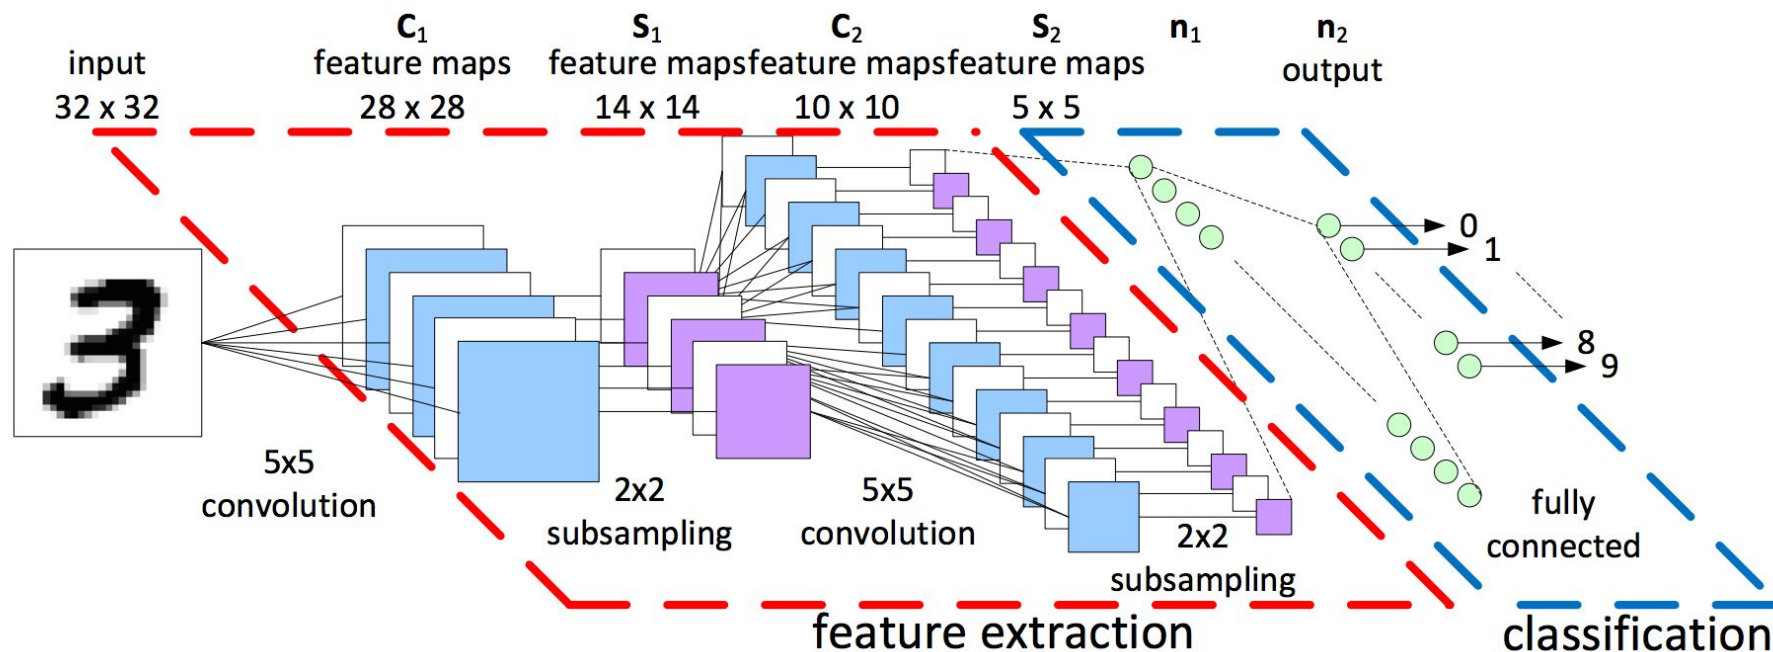 input
32 x 32
C1
feature maps
28 x 28
S1
feature maps
14 x 14
C2
feature maps
10 x 10
S2
feature maps
5 x 5
n1
n2
output
0
1
8
9
5x5
convolution
2x2
subsampling
5x5
convolution
2x2
subsampling
fully
connected
feature extraction
classification
3